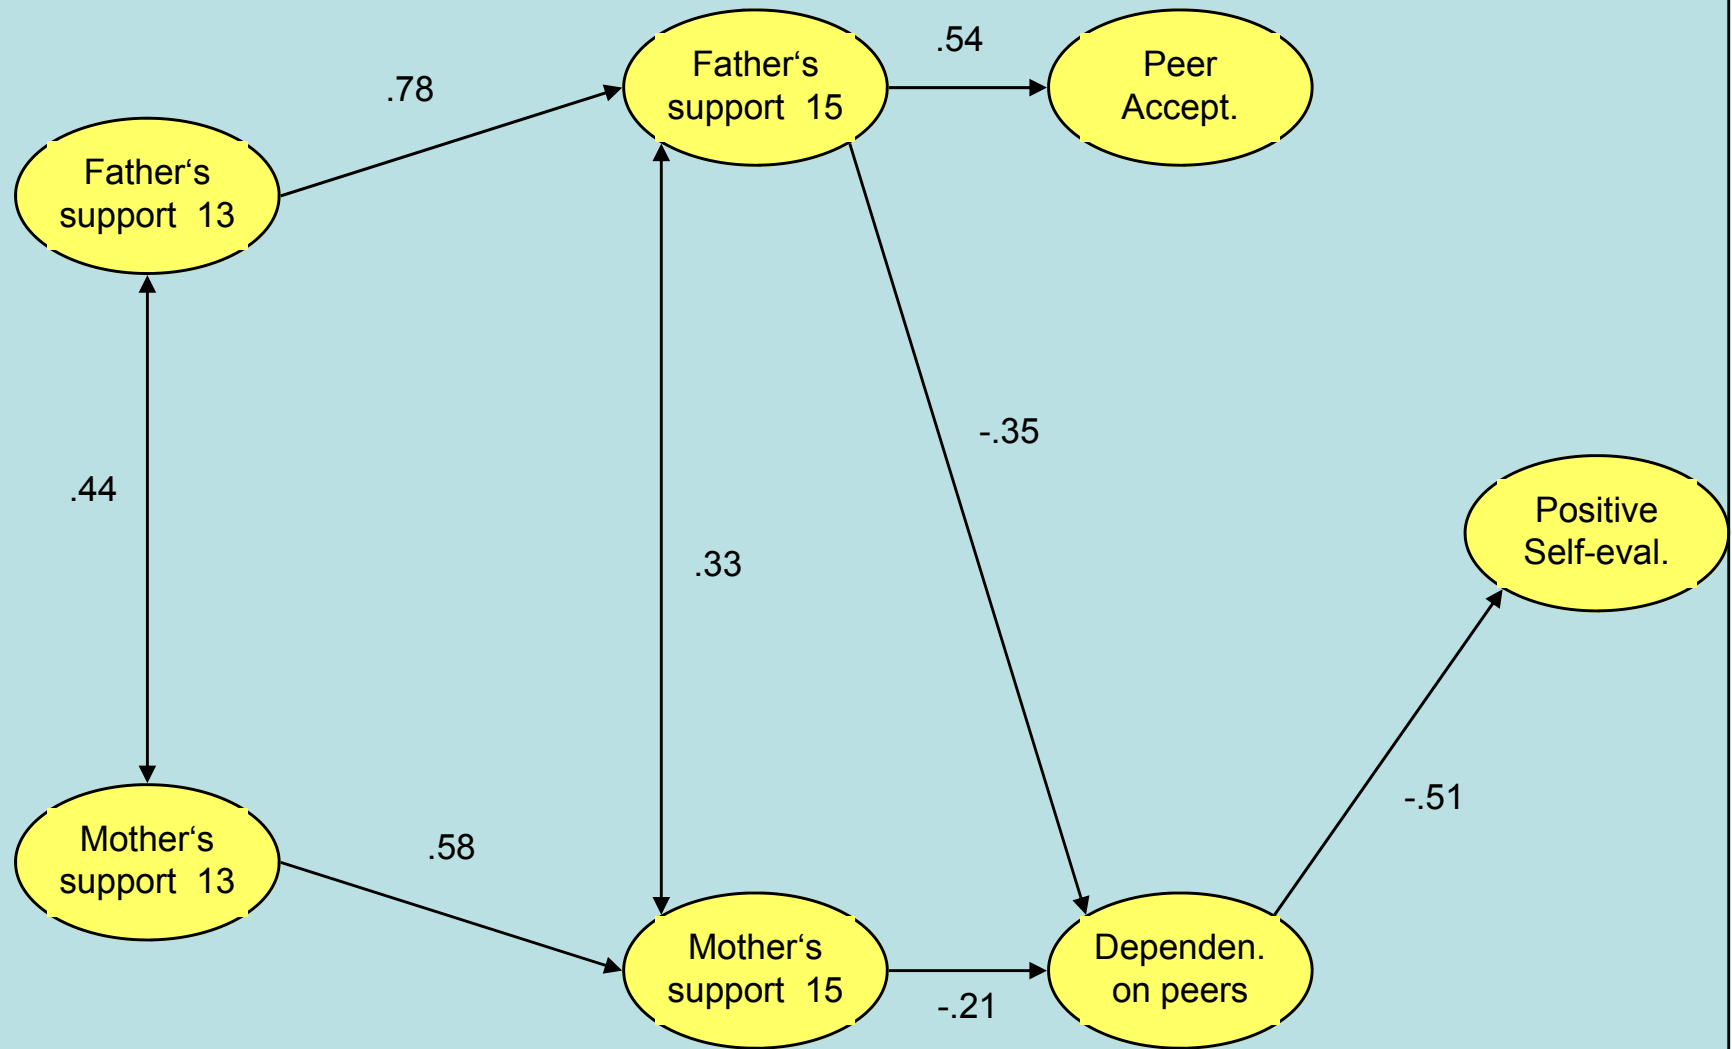 .54
Father‘s
support  15
Peer
Accept.
.78
Father‘s
support  13
-.35
.44
Positive
Self-eval.
.33
-.51
Mother‘s
support  13
.58
Mother‘s
support  15
Dependen.
on peers
-.21